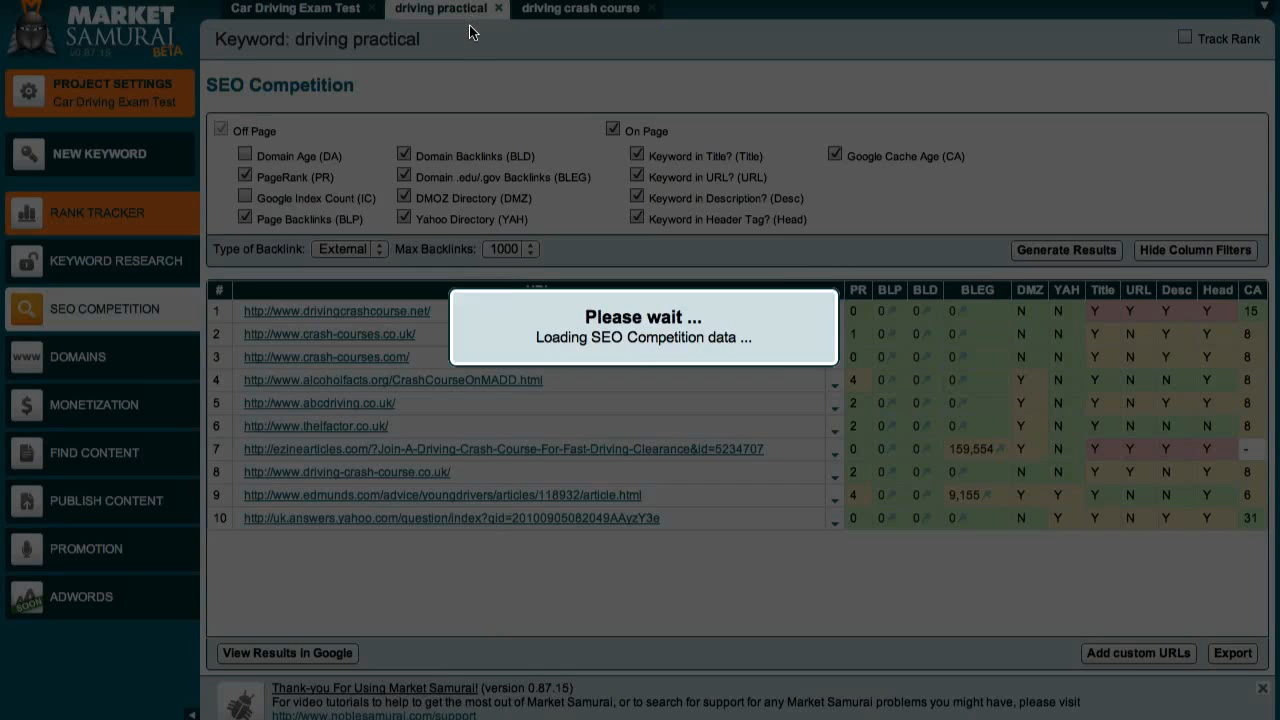 MARKET
SAMURAI
v0.87.15 BETA
Car Driving Exam Test
driving practical
driving crash course
Keyword: driving practical
Track Rank
PROJECT SETTINGS
Car Driving Exam Test
NEW KEYWORD
RANK TRACKER
KEYWORD RESEARCH
SEO COMPETITION
WWW DOMAINS
$ MONETIZATION
FIND CONTENT
PUBLISH CONTENT
PROMOTION
SOON ADWORDS
SEO Competition
Off Page
Domain Age (DA)
PageRank (PR)
Google Index Count (IC)
Page Backlinks (BLP)
Domain Backlinks (BLD)
Domain .edu/.gov Backlinks (BLEG)
DMOZ Directory (DMZ)
Yahoo Directory (YAH)
On Page
Keyword in Title? (Title)
Keyword in URL? (URL)
Keyword in Description? (Desc)
Keyword in Header Tag? (Head)
Google Cache Age (CA)
Type of Backlink: External Max Backlinks: 1000
Generate Results
Hide Column Filters
# PR BLP BLD BLEG DMZ YAH Title URL Desc Head CA
1 http://www.drivingcrashcourse.net/ 0 0 0 0 N N Y Y Y Y 15
2 http://www.crash-courses.co.uk/ 1 0 0 0 N N Y N Y Y 8
3 http://www.crash-courses.com/ 0 0 0 0 N N Y N Y Y 8
4 http://www.alcoholfacts.org/CrashCourseOnMADD.html 4 0 0 0 Y N Y N Y Y 8
5 http://www.abcdriving.co.uk/ 2 0 0 0 Y N Y N Y Y 8
6 http://www.thelfactor.co.uk/ 2 0 0 0 Y N N N Y N 8
7 http://ezinearticles.com/?Join-A-Driving-Crash-Course-For-Fast-Driving-Clearance&id=5234707 0 0 0 159,554 Y N Y Y Y Y -
8 http://www.driving-crash-course.co.uk/ 2 0 0 0 N N Y N Y Y 8
9 http://www.edmunds.com/advice/youngdrivers/articles/118932/article.html 4 0 0 9,155 Y Y Y N Y Y 6
10 http://uk.answers.yahoo.com/question/index?qid=20100905082049AAyzY3e 0 0 0 0 N Y Y N Y Y 31
Please wait ...
Loading SEO Competition data ...
View Results in Google
Add custom URLs
Export
Thank-you For Using Market Samurai! (version 0.87.15)
For video tutorials to help to get the most out of Market Samurai, or to search for support for any Market Samurai problems you might have, please visit
http://www.noblesamurai.com/support